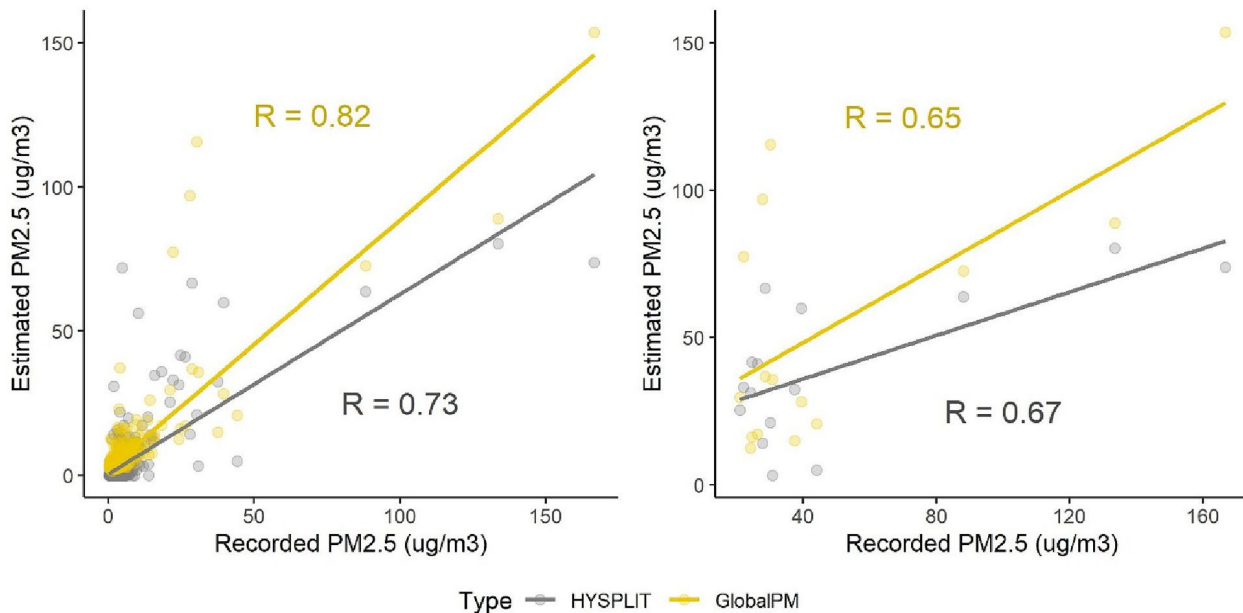 Estimated PM2.5 (ug/m3)
150
100
50
0
R = 0.82
R = 0.73
0 50 100 150
Recorded PM2.5 (ug/m3)
Estimated PM2.5 (ug/m3)
150
100
50
0
R = 0.65
R = 0.67
40 80 120 160
Recorded PM2.5 (ug/m3)
Type HYSPLIT GlobalPM